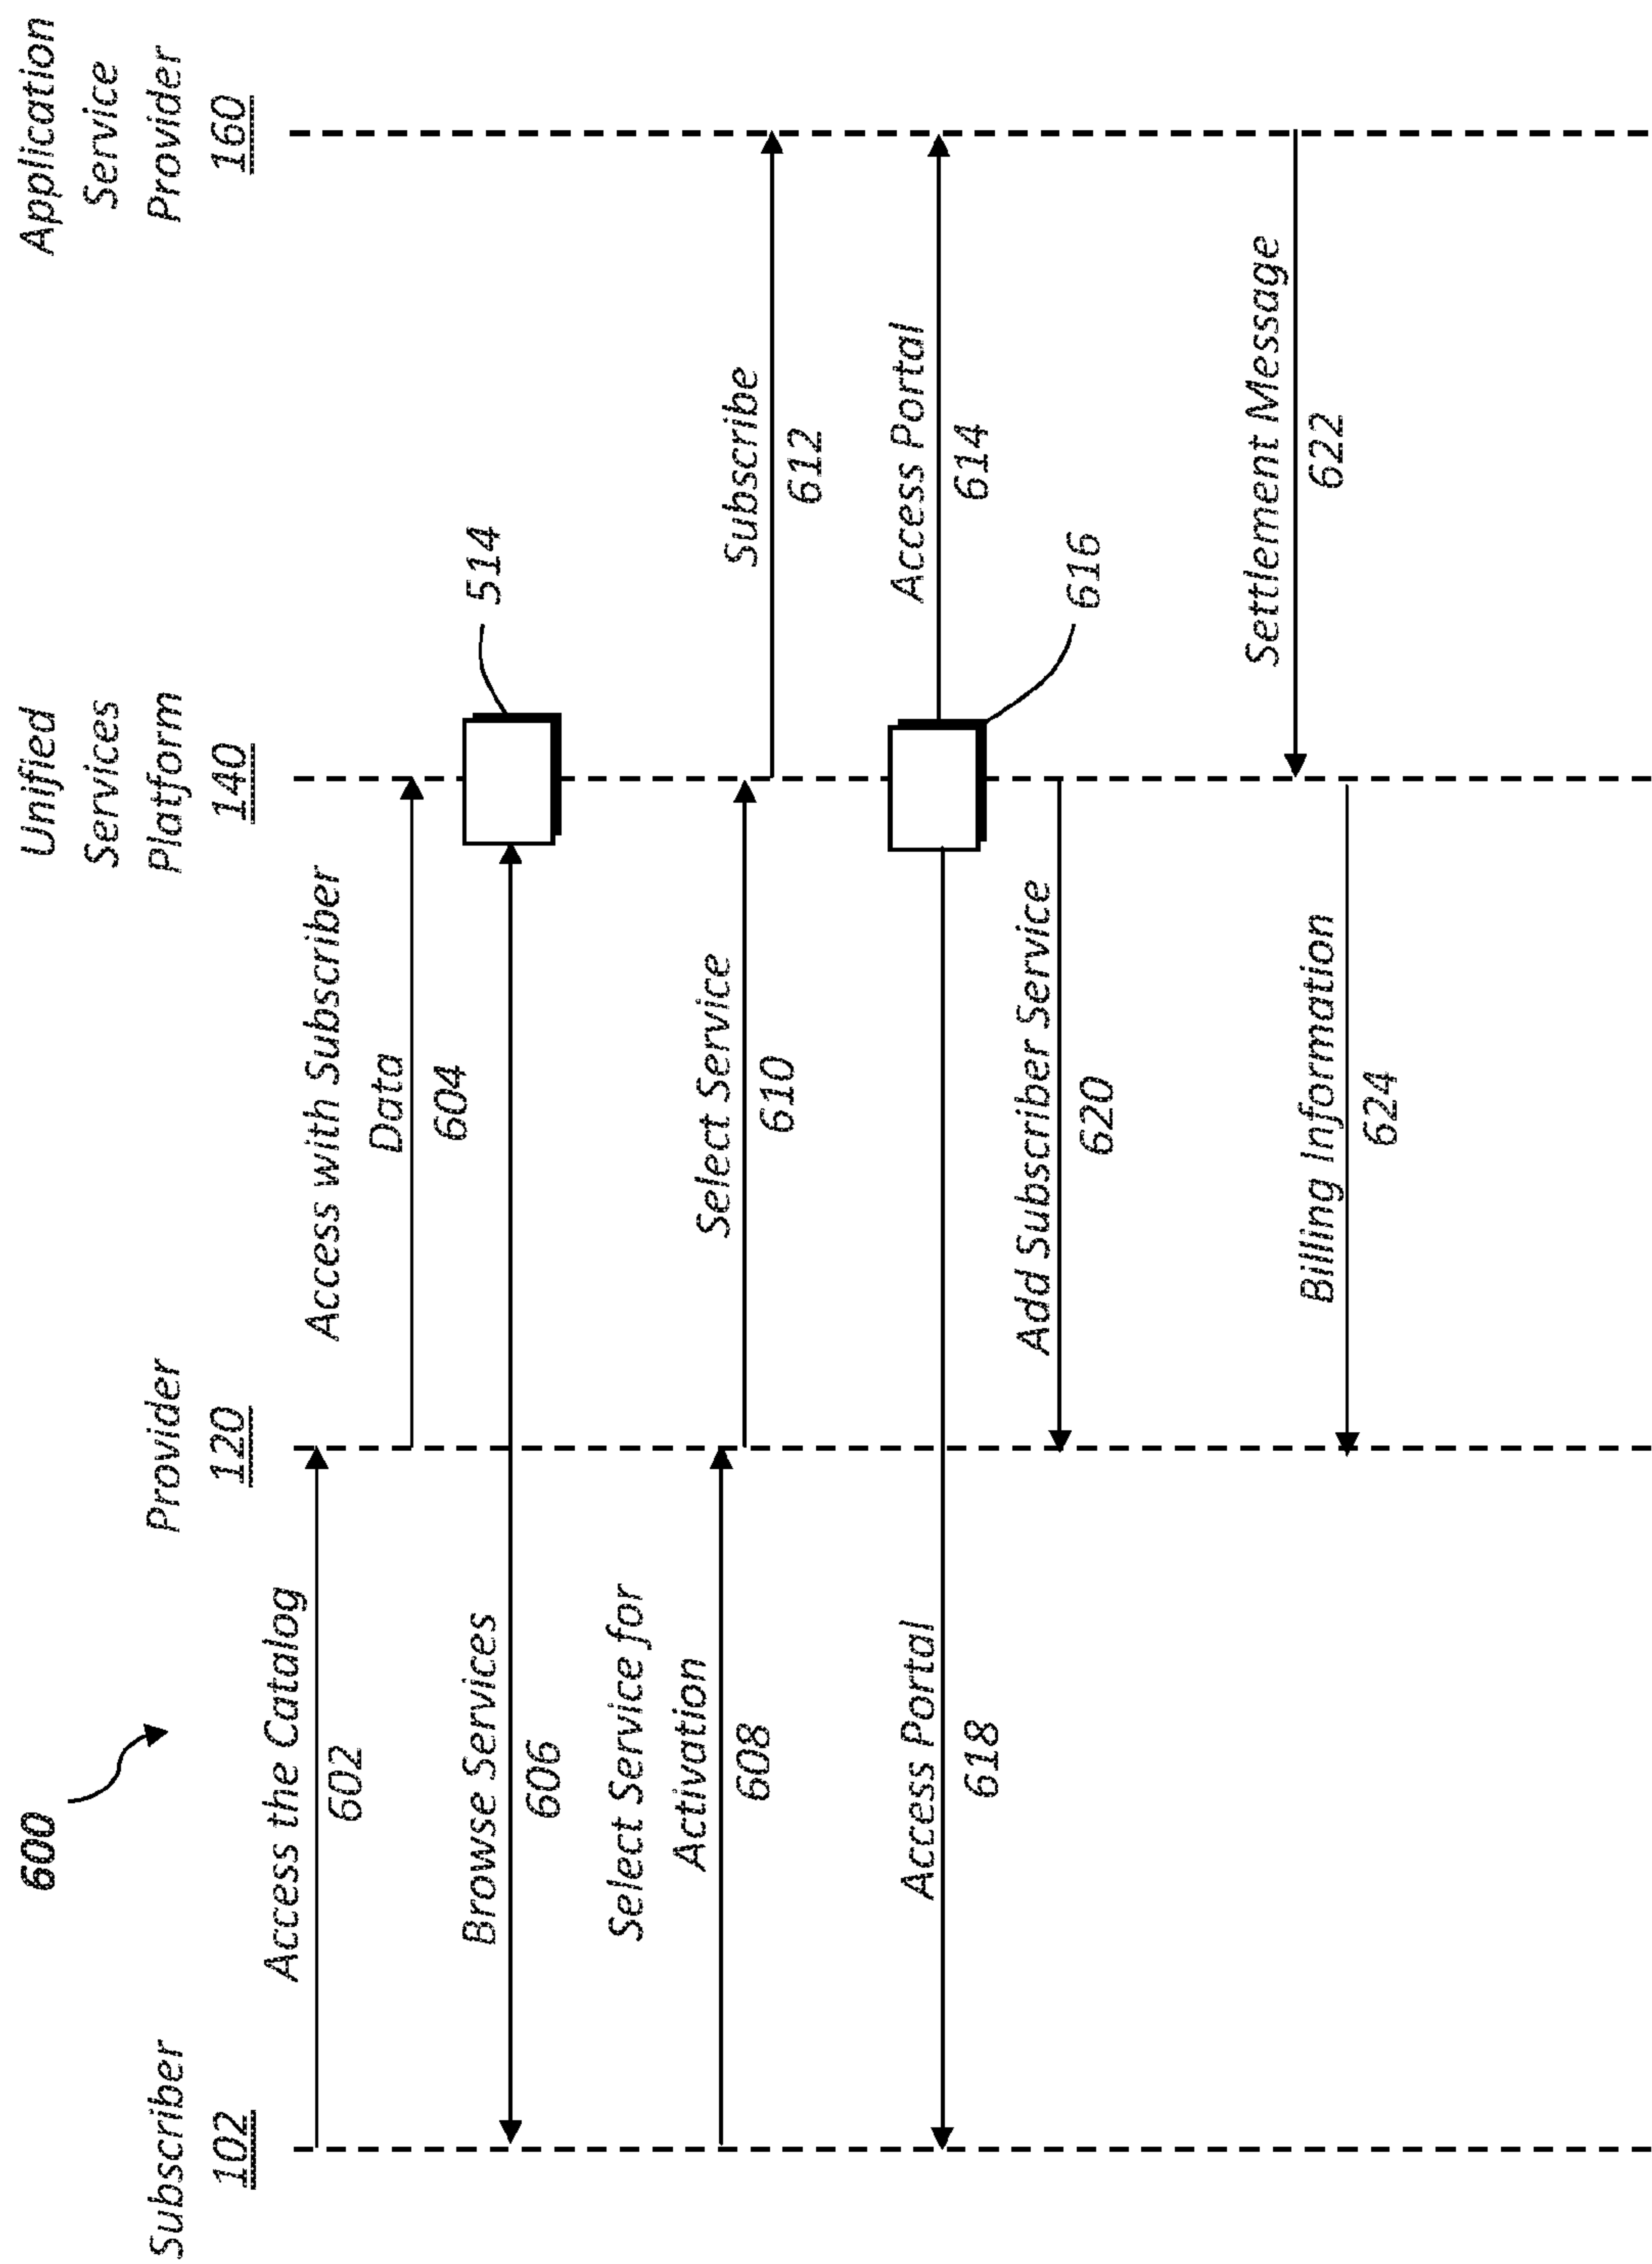 600
Subscriber
102
Provider
120
Unified
Services
Platform
140
Application
Service
Provider
160
Access the Catalog
602
Access with Subscriber
Data
604
514
Browse Services
606
Select Service for
Activation
608
Select Service
610
Subscribe
612
Access Portal
614
616
Access Portal
618
Add Subscriber Service
620
Settlement Message
622
Billing Information
624